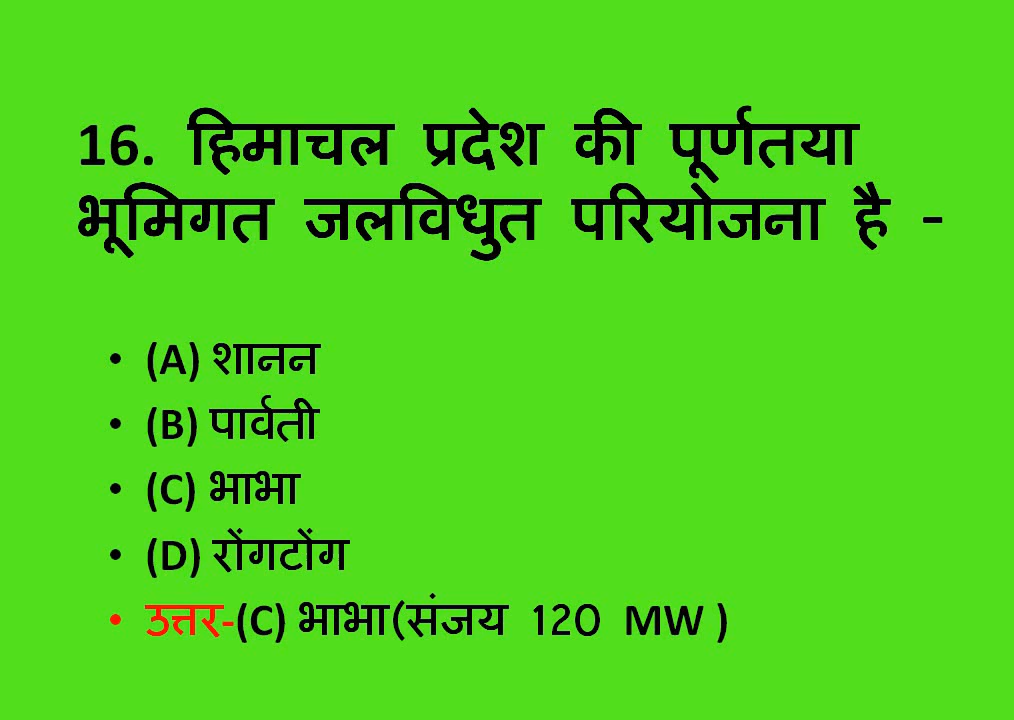 16. हिमाचल प्रदेश की पूर्णतया
भूमिगत जलविधुत परियोजना है -
• (A) शानन
• (B) पार्वती
• (C) भाभा
• (D) रोंगटोंग
• उत्तर-(C) भाभा(संजय 120 MW )